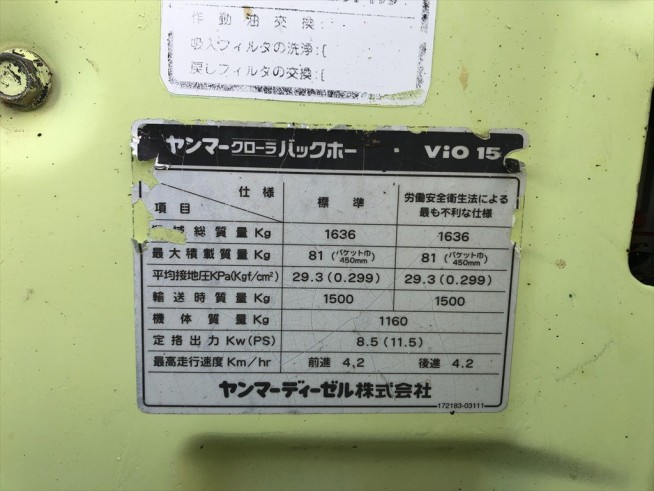 作動油交換:
吸入フィルタの洗浄:[
戻しフィルタの交換:[
ヤンマークローラバックホー ViO 15
仕様
項目
標準
労働安全衛生法による
最も不利な仕様
械総質量 Kg 1636 1636
最大積載質量 Kg 81 (バケット巾 450mm) 81 (バケット巾 450mm)
平均接地圧KPa(Kgf/cm²) 29.3 (0.299) 29.3 (0.299)
輸送時質量 Kg 1500 1500
機体質量 Kg 1160
定挌出力 Kw(PS) 8.5 (11.5)
最高走行速度 Km/hr 前進 4.2 後進 4.2
ヤンマーディーゼル株式会社
172183-03111